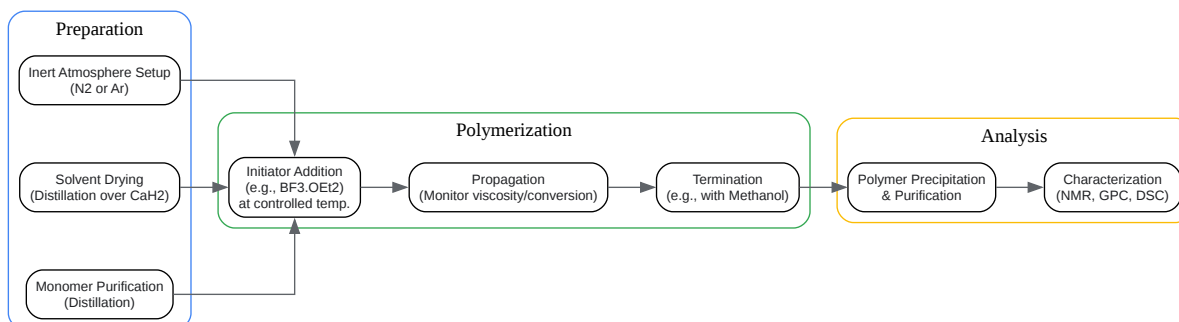 Preparation
Inert Atmosphere Setup
(N2 or Ar)
Solvent Drying
(Distillation over CaH2)
Monomer Purification
(Distillation)
Polymerization
Initiator Addition
(e.g., BF3.OEt2)
at controlled temp.
Propagation
(Monitor viscosity/conversion)
Termination
(e.g., with Methanol)
Analysis
Polymer Precipitation
& Purification
Characterization
(NMR, GPC, DSC)